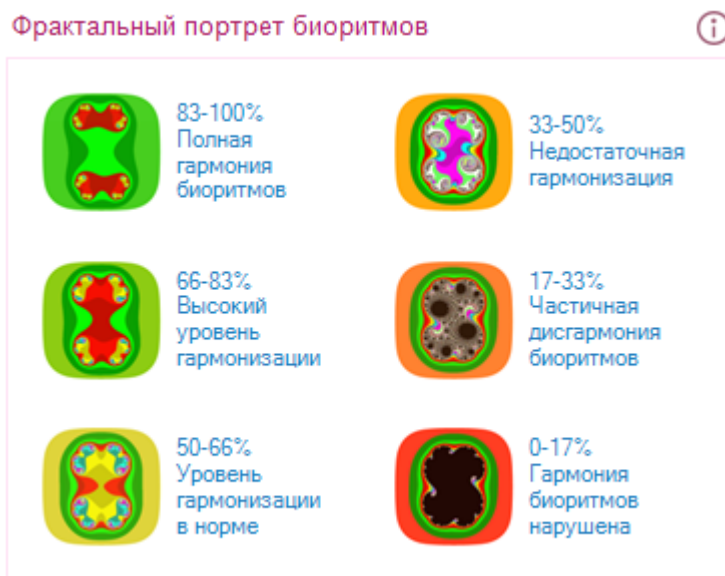 Фрактальный портрет биоритмов
83-100%
Полная
гармония
биоритмов
33-50%
Недостаточная
гармонизация
66-83%
Высокий
уровень
гармонизации
17-33%
Частичная
дисгармония
биоритмов
50-66%
Уровень
гармонизации
в норме
0-17%
Гармония
биоритмов
нарушена